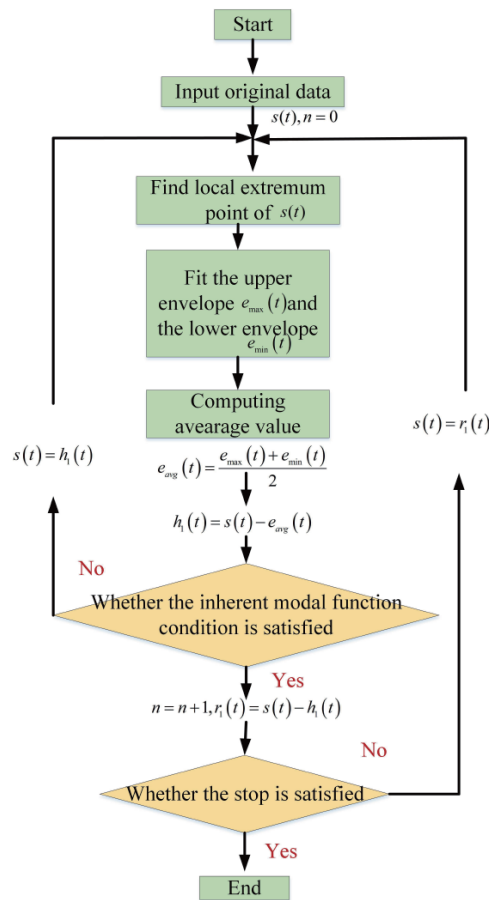 Start
Input original data
s(t), n = 0
Find local extremum
point of s(t)
Fit the upper
envelope e_max(t)and
the lower envelope
e_min(t)
Computing
avearage value
e_avg(t) = (e_max(t) + e_min(t)) / 2
s(t) = h_1(t)
s(t) = r_1(t)
h_1(t) = s(t) − e_avg(t)
No
Whether the inherent modal function
condition is satisfied
Yes
n = n+1, r_1(t) = s(t) − h_1(t)
No
Whether the stop is satisfied
Yes
End